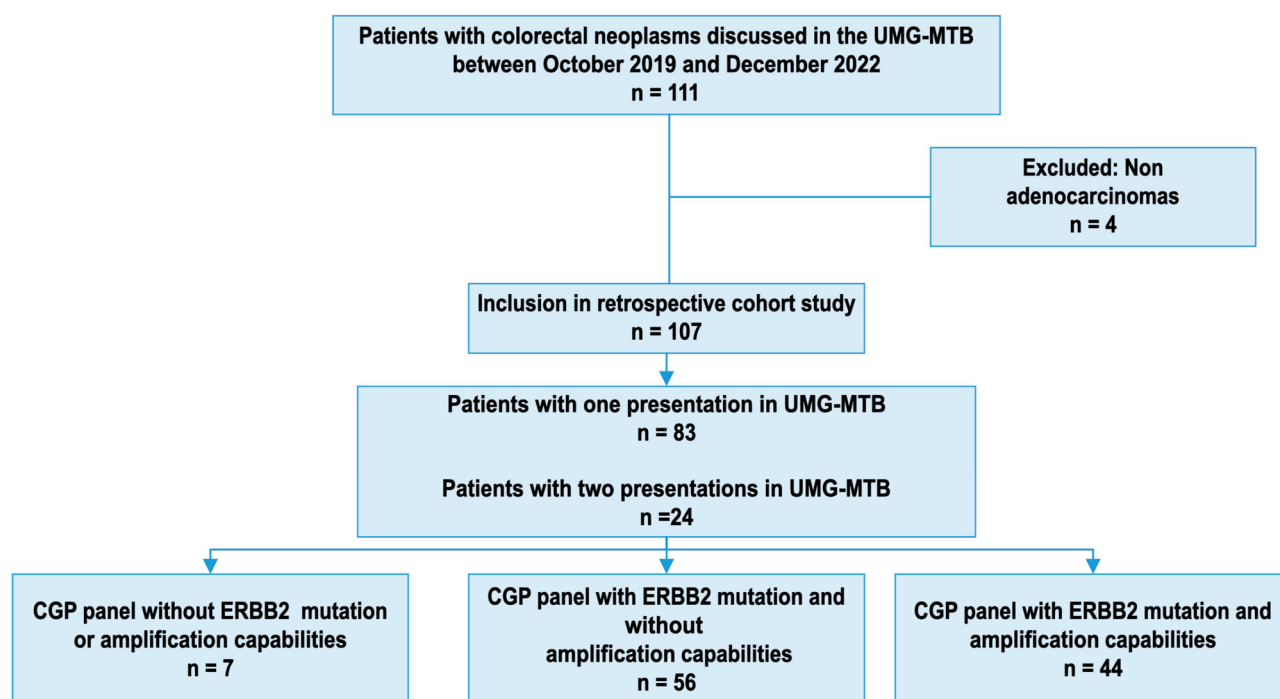 Patients with colorectal neoplasms discussed in the UMG-MTB
between October 2019 and December 2022
n = 111
Excluded: Non
adenocarcinomas
n = 4
Inclusion in retrospective cohort study
n = 107
Patients with one presentation in UMG-MTB
n = 83
Patients with two presentations in UMG-MTB
n =24
CGP panel without ERBB2 mutation
or amplification capabilities
n = 7
CGP panel with ERBB2 mutation and
without
amplification capabilities
n = 56
CGP panel with ERBB2 mutation and
amplification capabilities
n = 44